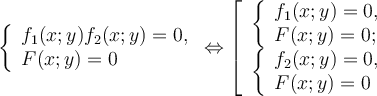 { f₁(x; y)f₂(x; y) = 0,
F(x; y) = 0
⇔
[ { f₁(x; y) = 0,
F(x; y) = 0;
{ f₂(x; y) = 0,
F(x; y) = 0